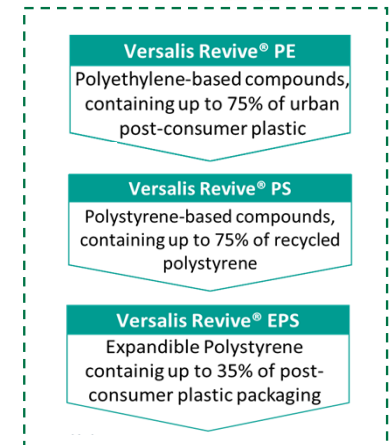 Versalis Revive® PE
Polyethylene-based compounds,
containing up to 75% of urban
post-consumer plastic
Versalis Revive® PS
Polystyrene-based compounds,
containing up to 75% of recycled
polystyrene
Versalis Revive® EPS
Expandible Polystyrene
containig up to 35% of post-
consumer plastic packaging